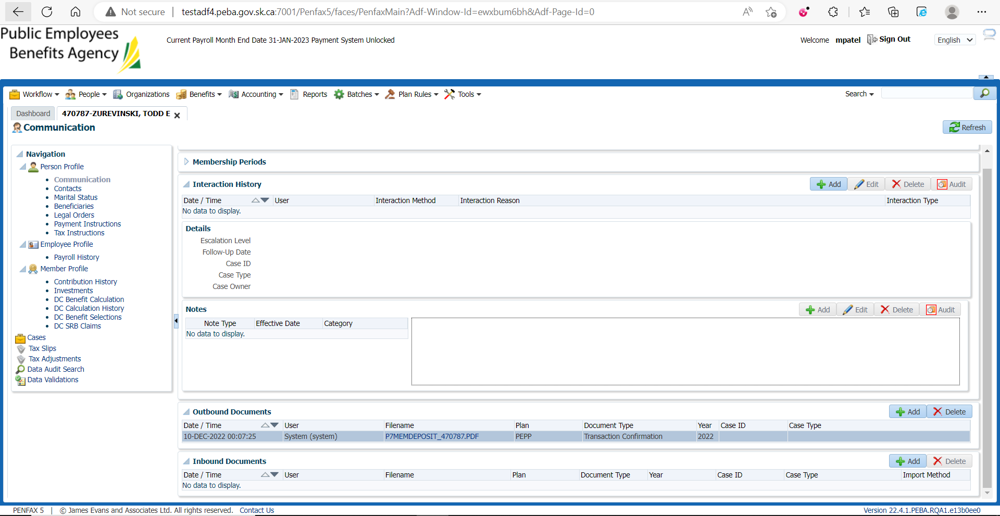 Not secure | testadf4.peba.gov.sk.ca:7001/Penfax5/faces/PenfaxMain?Adf-Window-Id=ewxbum6bh&Adf-Page-Id=0
Public Employees
Benefits Agency
Current Payroll Month End Date 31-JAN-2023 Payment System Unlocked
Welcome mpatel Sign Out English
Workflow People Organizations Benefits Accounting Reports Batches Plan Rules Tools Search
Dashboard 470787-ZUREVINSKI, TODD E
Communication
Refresh
Navigation
Person Profile
Communication
Contacts
Marital Status
Beneficiaries
Legal Orders
Payment Instructions
Tax Instructions
Employee Profile
Payroll History
Member Profile
Contribution History
Investments
DC Benefit Calculation
DC Calculation History
DC Benefit Selections
DC SRB Claims
Cases
Tax Slips
Tax Adjustments
Data Audit Search
Data Validations
Membership Periods
Interaction History
Add Edit Delete Audit
Date / Time User Interaction Method Interaction Reason Interaction Type
No data to display.
Details
Escalation Level
Follow-Up Date
Case ID
Case Type
Case Owner
Notes
Add Edit Delete Audit
Note Type Effective Date Category
No data to display.
Outbound Documents
Add Delete
Date / Time User Filename Plan Document Type Year Case ID Case Type
10-DEC-2022 00:07:25 System (system) P7MEMDEPOSIT_470787.PDF PEPP Transaction Confirmation 2022
Inbound Documents
Add Delete
Date / Time User Filename Plan Document Type Year Case ID Case Type Import Method
No data to display.
PENFAX 5 | © James Evans and Associates Ltd. All rights reserved. Contact Us
Version 22.4.1.PEBA.RQA1.e13b0ee0